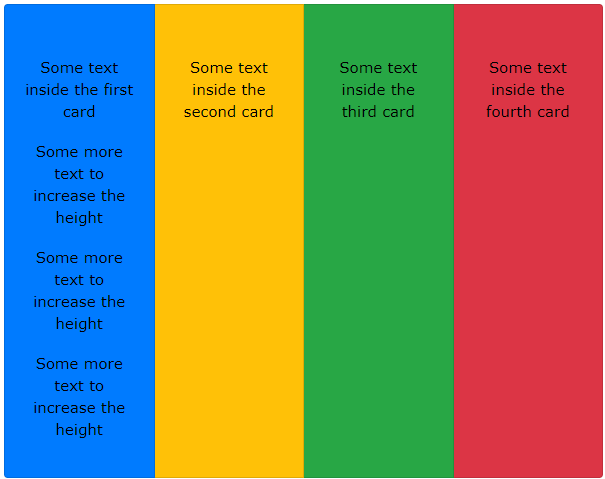 Some text
inside the first
card
Some more
text to
increase the
height
Some more
text to
increase the
height
Some more
text to
increase the
height
Some text
inside the
second card
Some text
inside the
third card
Some text
inside the
fourth card